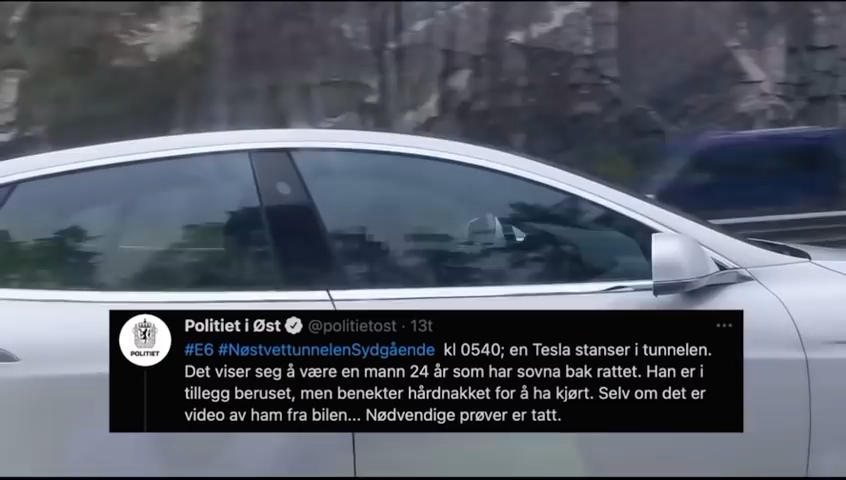 Politiet i Øst @politietost · 13t
#E6 #NøstvettunnelenSydgående kl 0540; en Tesla stanser i tunnelen.
Det viser seg å være en mann 24 år som har sovna bak rattet. Han er i
tillegg beruset, men benekter hårdnakket for å ha kjørt. Selv om det er
video av ham fra bilen... Nødvendige prøver er tatt.
POLITIET